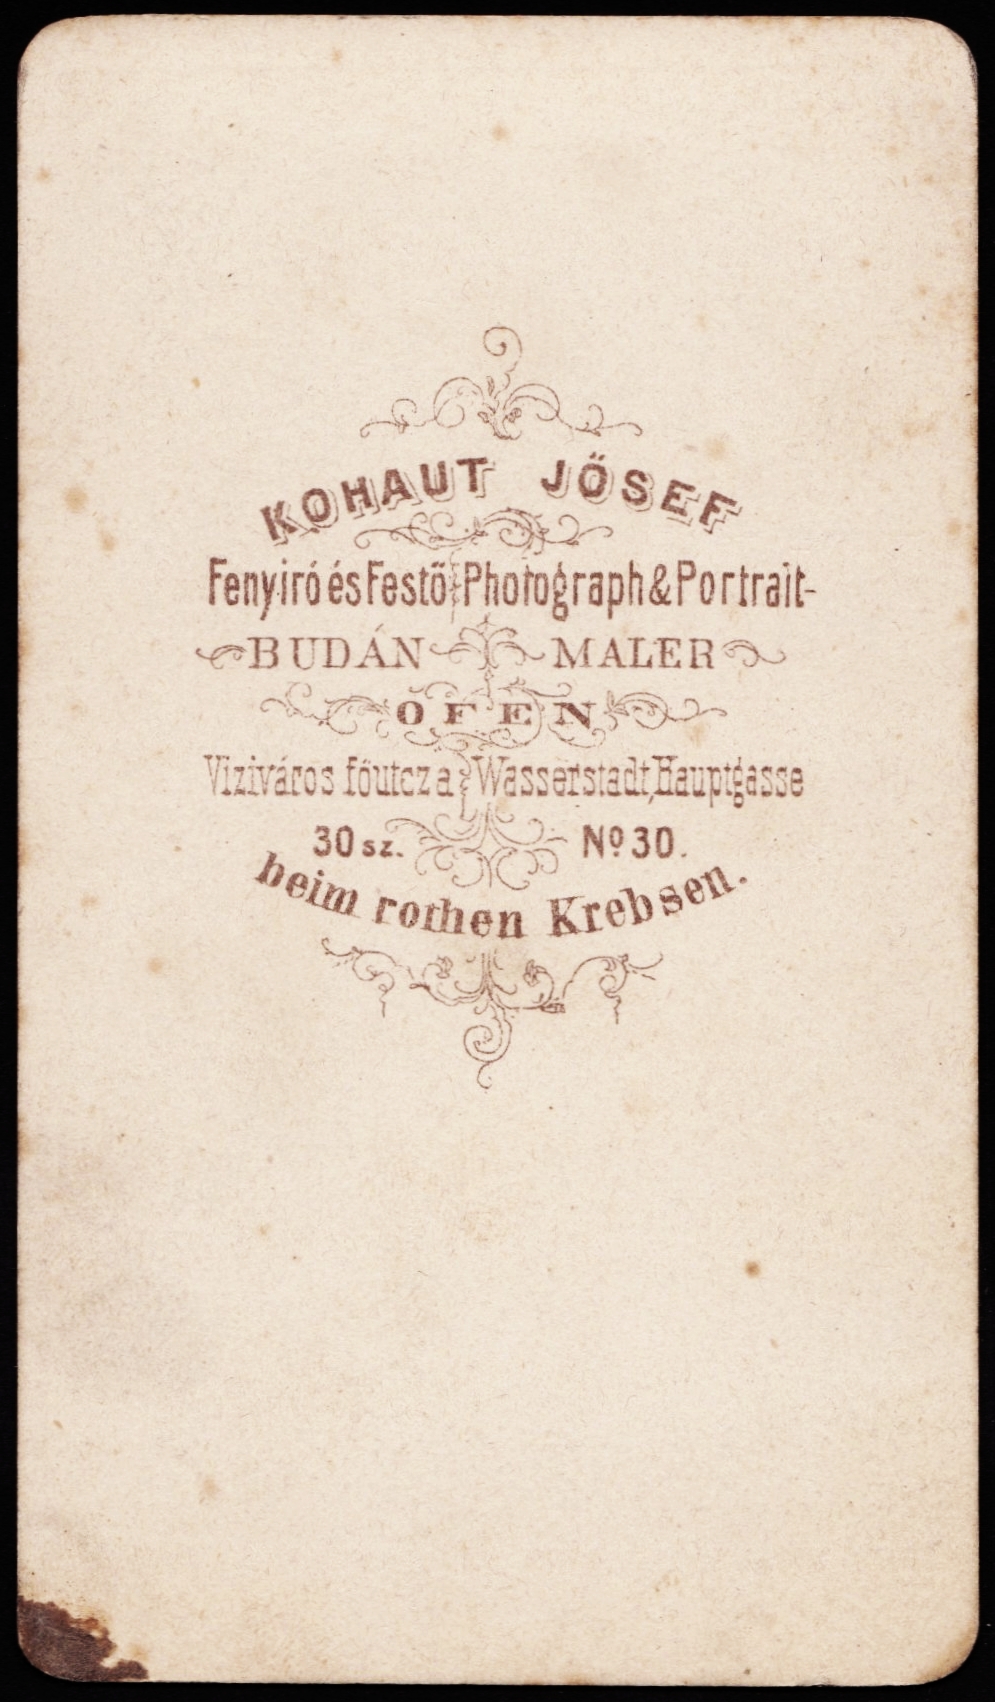 KOHAUT JŐSEF
Fenyiró és Festő Photograph & Portrait-
BUDÁN MALER
OFEN
Viziváros főutcza Wasserstadt, Hauptgasse
30 sz. No 30.
beim rothen Krebsen.